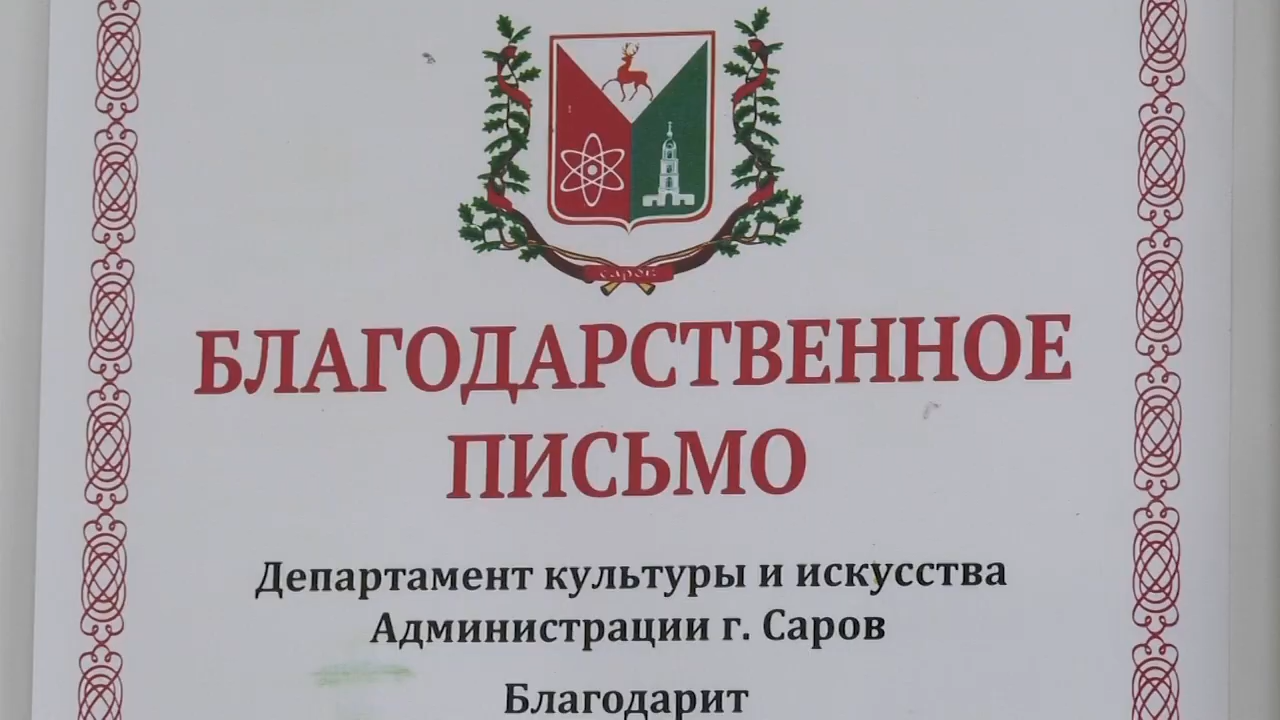 саров
БЛАГОДАРСТВЕННОЕ
ПИСЬМО
Департамент культуры и искусства
Администрации г. Саров
Благодарит